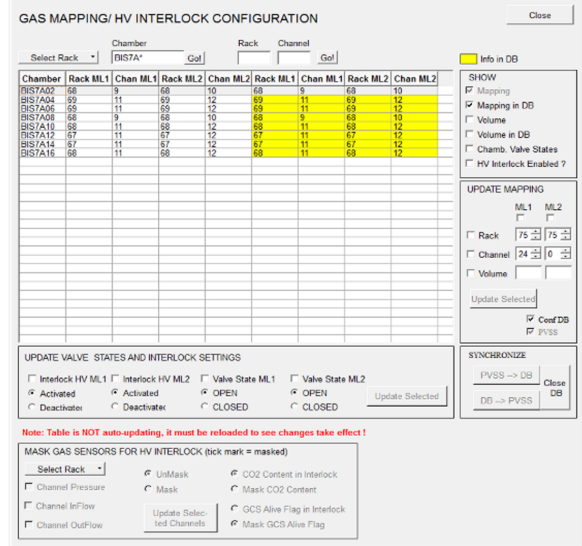 GAS MAPPING/ HV INTERLOCK CONFIGURATION
Close
Chamber Rack Channel
Select Rack BIS7A* Go! Go!
Info in DB
Chamber Rack ML1 Chan ML1 Rack ML2 Chan ML2 Rack ML1 Chan ML1 Rack ML2 Chan ML2
BIS7A02 68 9 68 10 68 9 68 10
BIS7A04 69 11 69 12 69 11 69 12
BIS7A06 69 11 69 12 69 11 69 12
BIS7A08 68 9 68 10 68 9 68 10
BIS7A10 68 11 68 12 68 11 68 12
BIS7A12 67 11 67 12 67 11 67 12
BIS7A14 67 11 67 12 67 11 67 12
BIS7A16 68 11 68 12 68 11 68 12
SHOW
Mapping
Mapping in DB
Volume
Volume in DB
Chamb. Valve States
HV Interlock Enabled ?
UPDATE MAPPING
ML1 ML2
Rack 75 75
Channel 24 0
Volume
Update Selected
Conf DB
PVSS
UPDATE VALVE STATES AND INTERLOCK SETTINGS
Interlock HV ML1 Interlock HV ML2 Valve State ML1 Valve State ML2
Activated Activated OPEN OPEN
Deactivatec Deactivatec CLOSED CLOSED
Update Selected
SYNCHRONIZE
PVSS --> DB
DB --> PVSS
Close
DB
Note: Table is NOT auto-updating, it must be reloaded to see changes take effect !
MASK GAS SENSORS FOR HV INTERLOCK (tick mark = masked)
Select Rack
Channel Pressure
Channel InFlow
Channel OutFlow
UnMask
Mask
Update Selec-
ted Channels
CO2 Content in Interlock
Mask CO2 Content
GCS Alive Flag in Interlock
Mask GCS Alive Flag